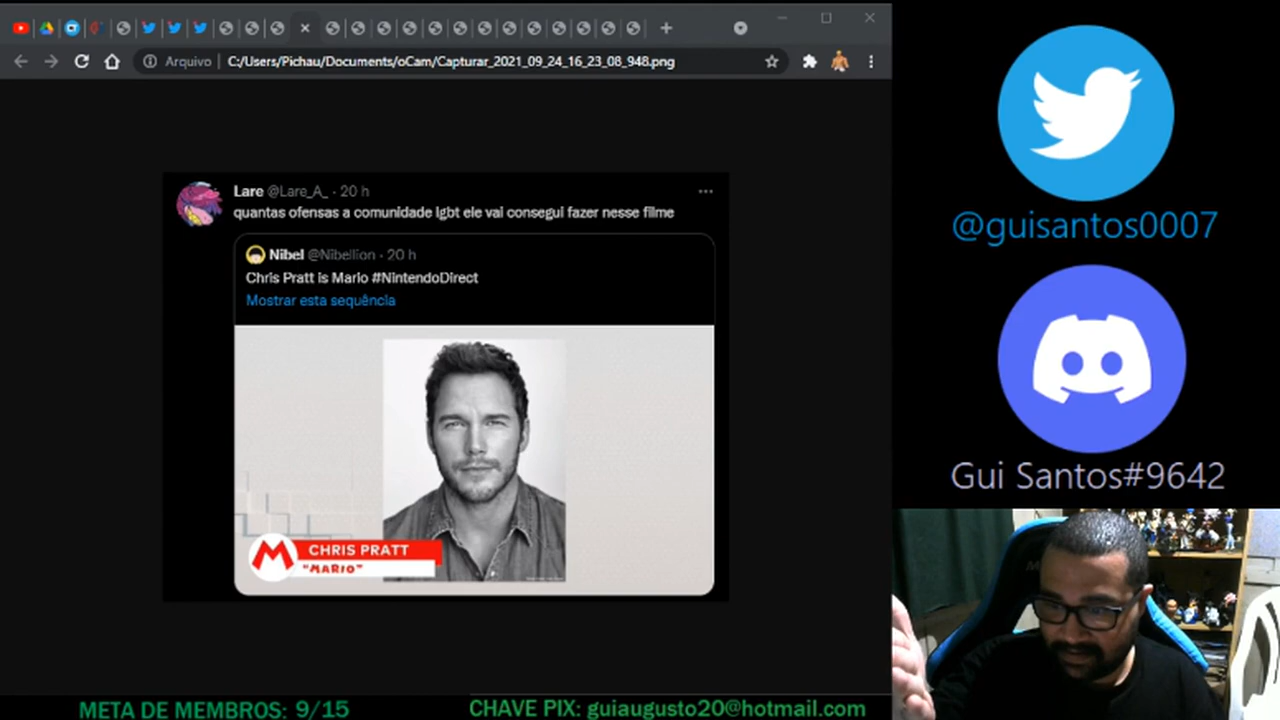 Arquivo
C:/Users/Pichau/Documents/oCam/Capturar_2021_09_24_16_23_08_948.png
Lare @Lare_A_ · 20 h
quantas ofensas a comunidade lgbt ele vai consegui fazer nesse filme
Nibel @Nibellion · 20 h
Chris Pratt is Mario #NintendoDirect
Mostrar esta sequência
M
CHRIS PRATT
"MARIO"
@guisantos0007
Gui Santos#9642
META DE MEMBROS: 9/15
CHAVE PIX: guiaugusto20@hotmail.com